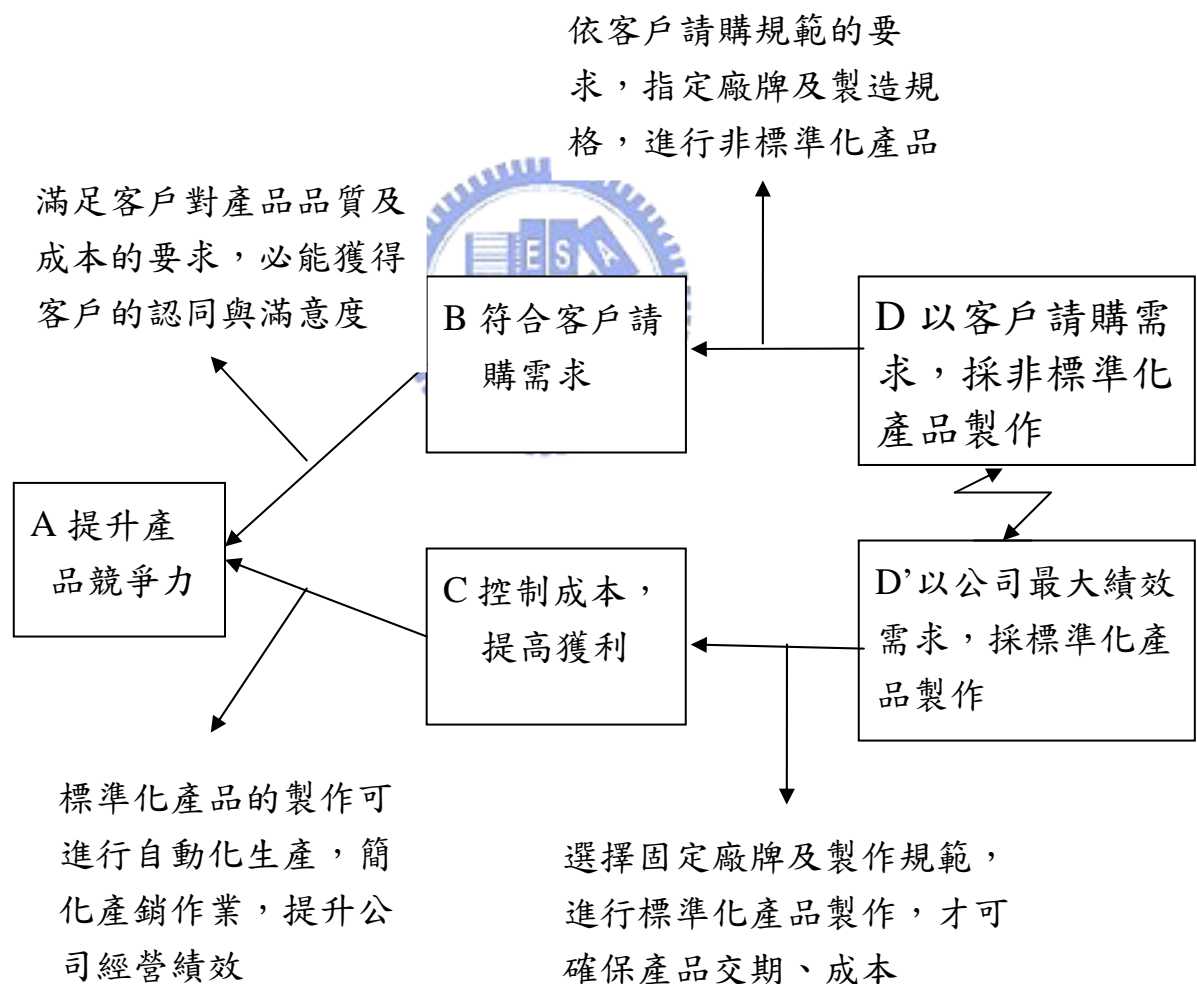 依客戶請購規範的要
求，指定廠牌及製造規
格，進行非標準化產品
滿足客戶對產品品質及
成本的要求，必能獲得
客戶的認同與滿意度
ESA
B 符合客戶請
購需求
D 以客戶請購需
求，採非標準化
產品製作
A 提升產
品競爭力
C 控制成本，
提高獲利
D’以公司最大績效
需求，採標準化產
品製作
標準化產品的製作可
進行自動化生產，簡
化產銷作業，提升公
司經營績效
選擇固定廠牌及製作規範，
進行標準化產品製作，才可
確保產品交期、成本